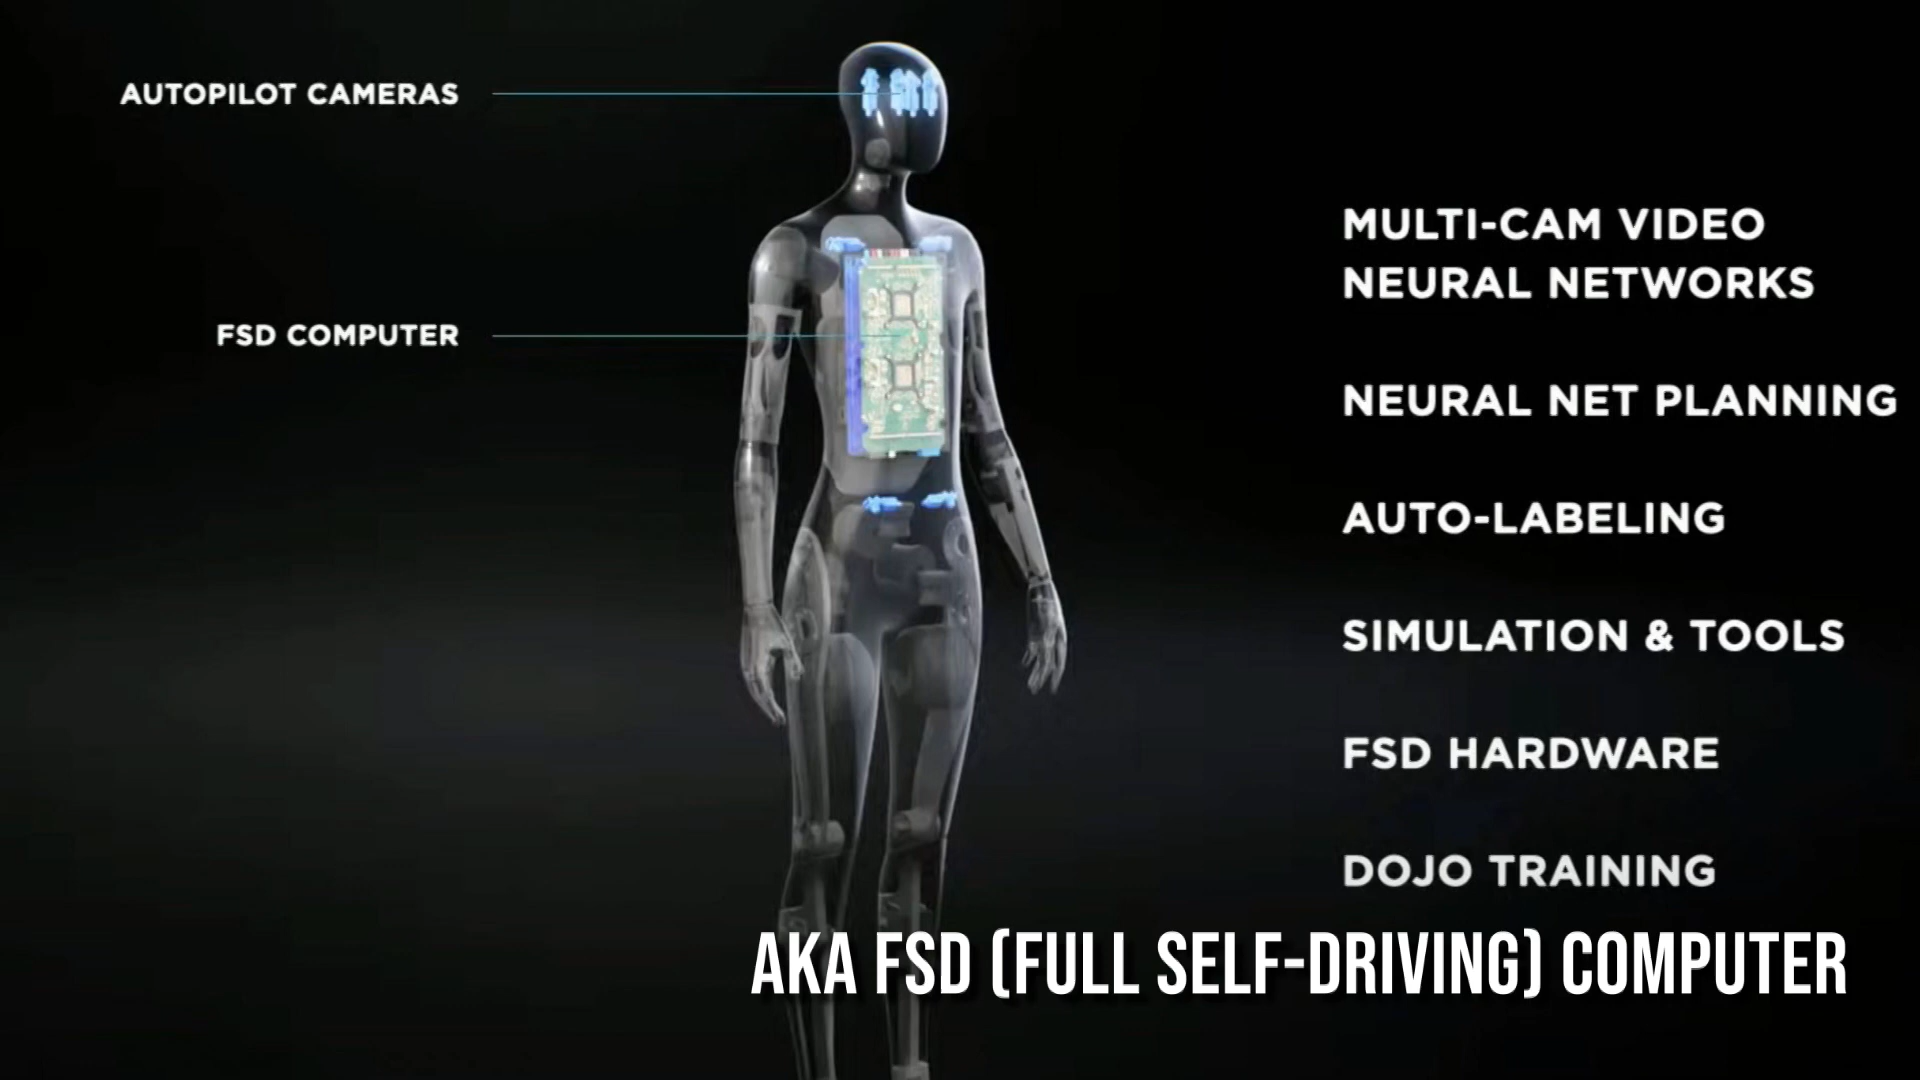 AUTOPILOT CAMERAS
FSD COMPUTER
MULTI-CAM VIDEO
NEURAL NETWORKS
NEURAL NET PLANNING
AUTO-LABELING
SIMULATION & TOOLS
FSD HARDWARE
DOJO TRAINING
AKA FSD (FULL SELF-DRIVING) COMPUTER